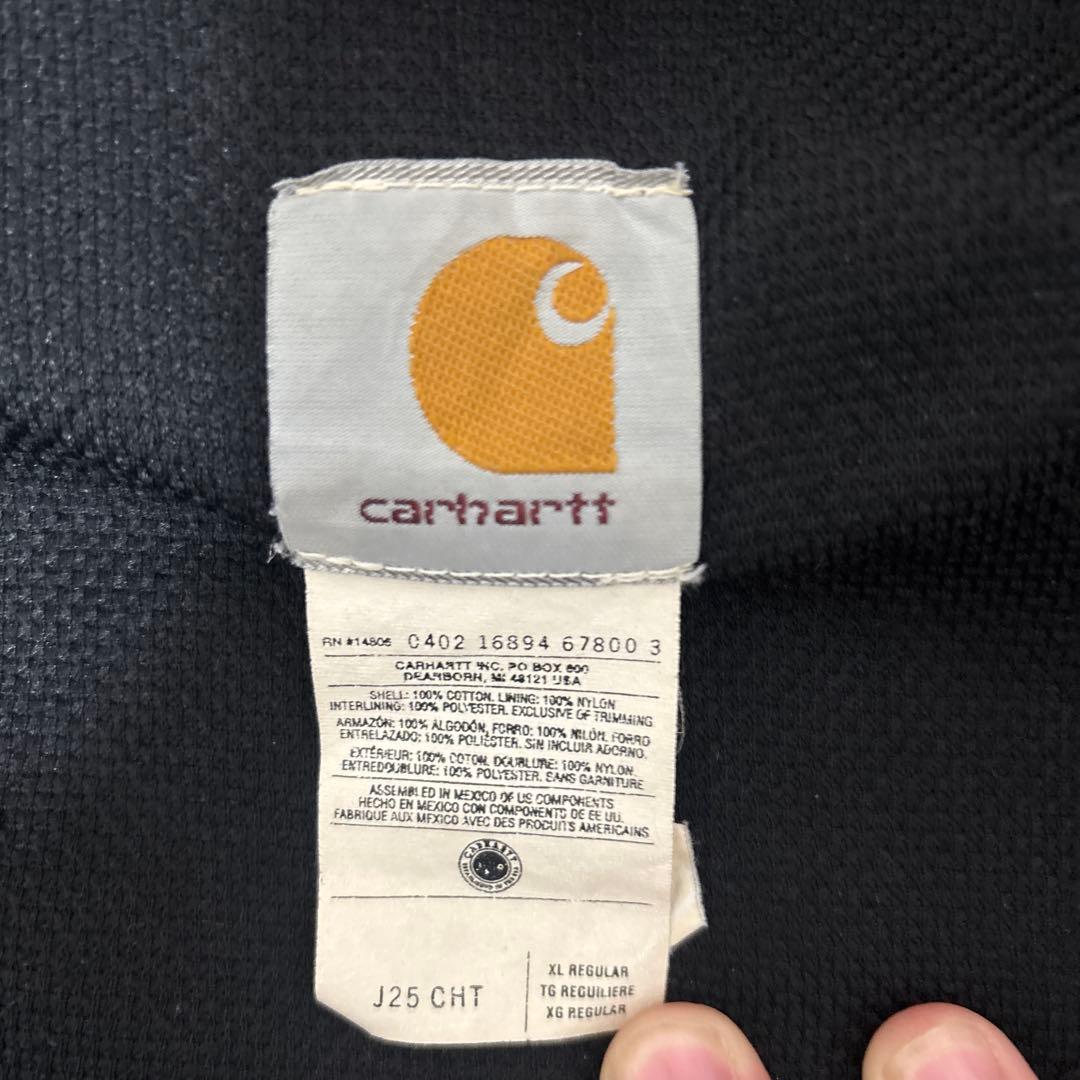 carhartt
RN #14806 0402 16894 67800 3
CARHARTT INC. PO BOX 600
DEARBORN, MI 48121 USA
SHELL: 100% COTTON. LINING: 100% NYLON
INTERLINING: 100% POLYESTER. EXCLUSIVE OF TRIMMING
ARMAZÓN: 100% ALGODÓN, FORRO: 100% NILÓN, FORRO
ENTRELAZADO: 100% POLIÉSTER. SIN INCLUIR ADORNO.
EXTÉRIEUR: 100% COTON. DOUBLURE: 100% NYLON.
ENTREDOUBLURE: 100% POLYESTER. SANS GARNITURE
ASSEMBLED IN MEXICO OF US COMPONENTS
HECHO EN MEXICO CON COMPONENTS DE EE UU.
FABRIQUE AUX MEXICO AVEC DES PRODUITS AMERICAINS
CARHARTT
J25 CHT
XL REGULAR
TG REGUILIERE
XG REGULAR